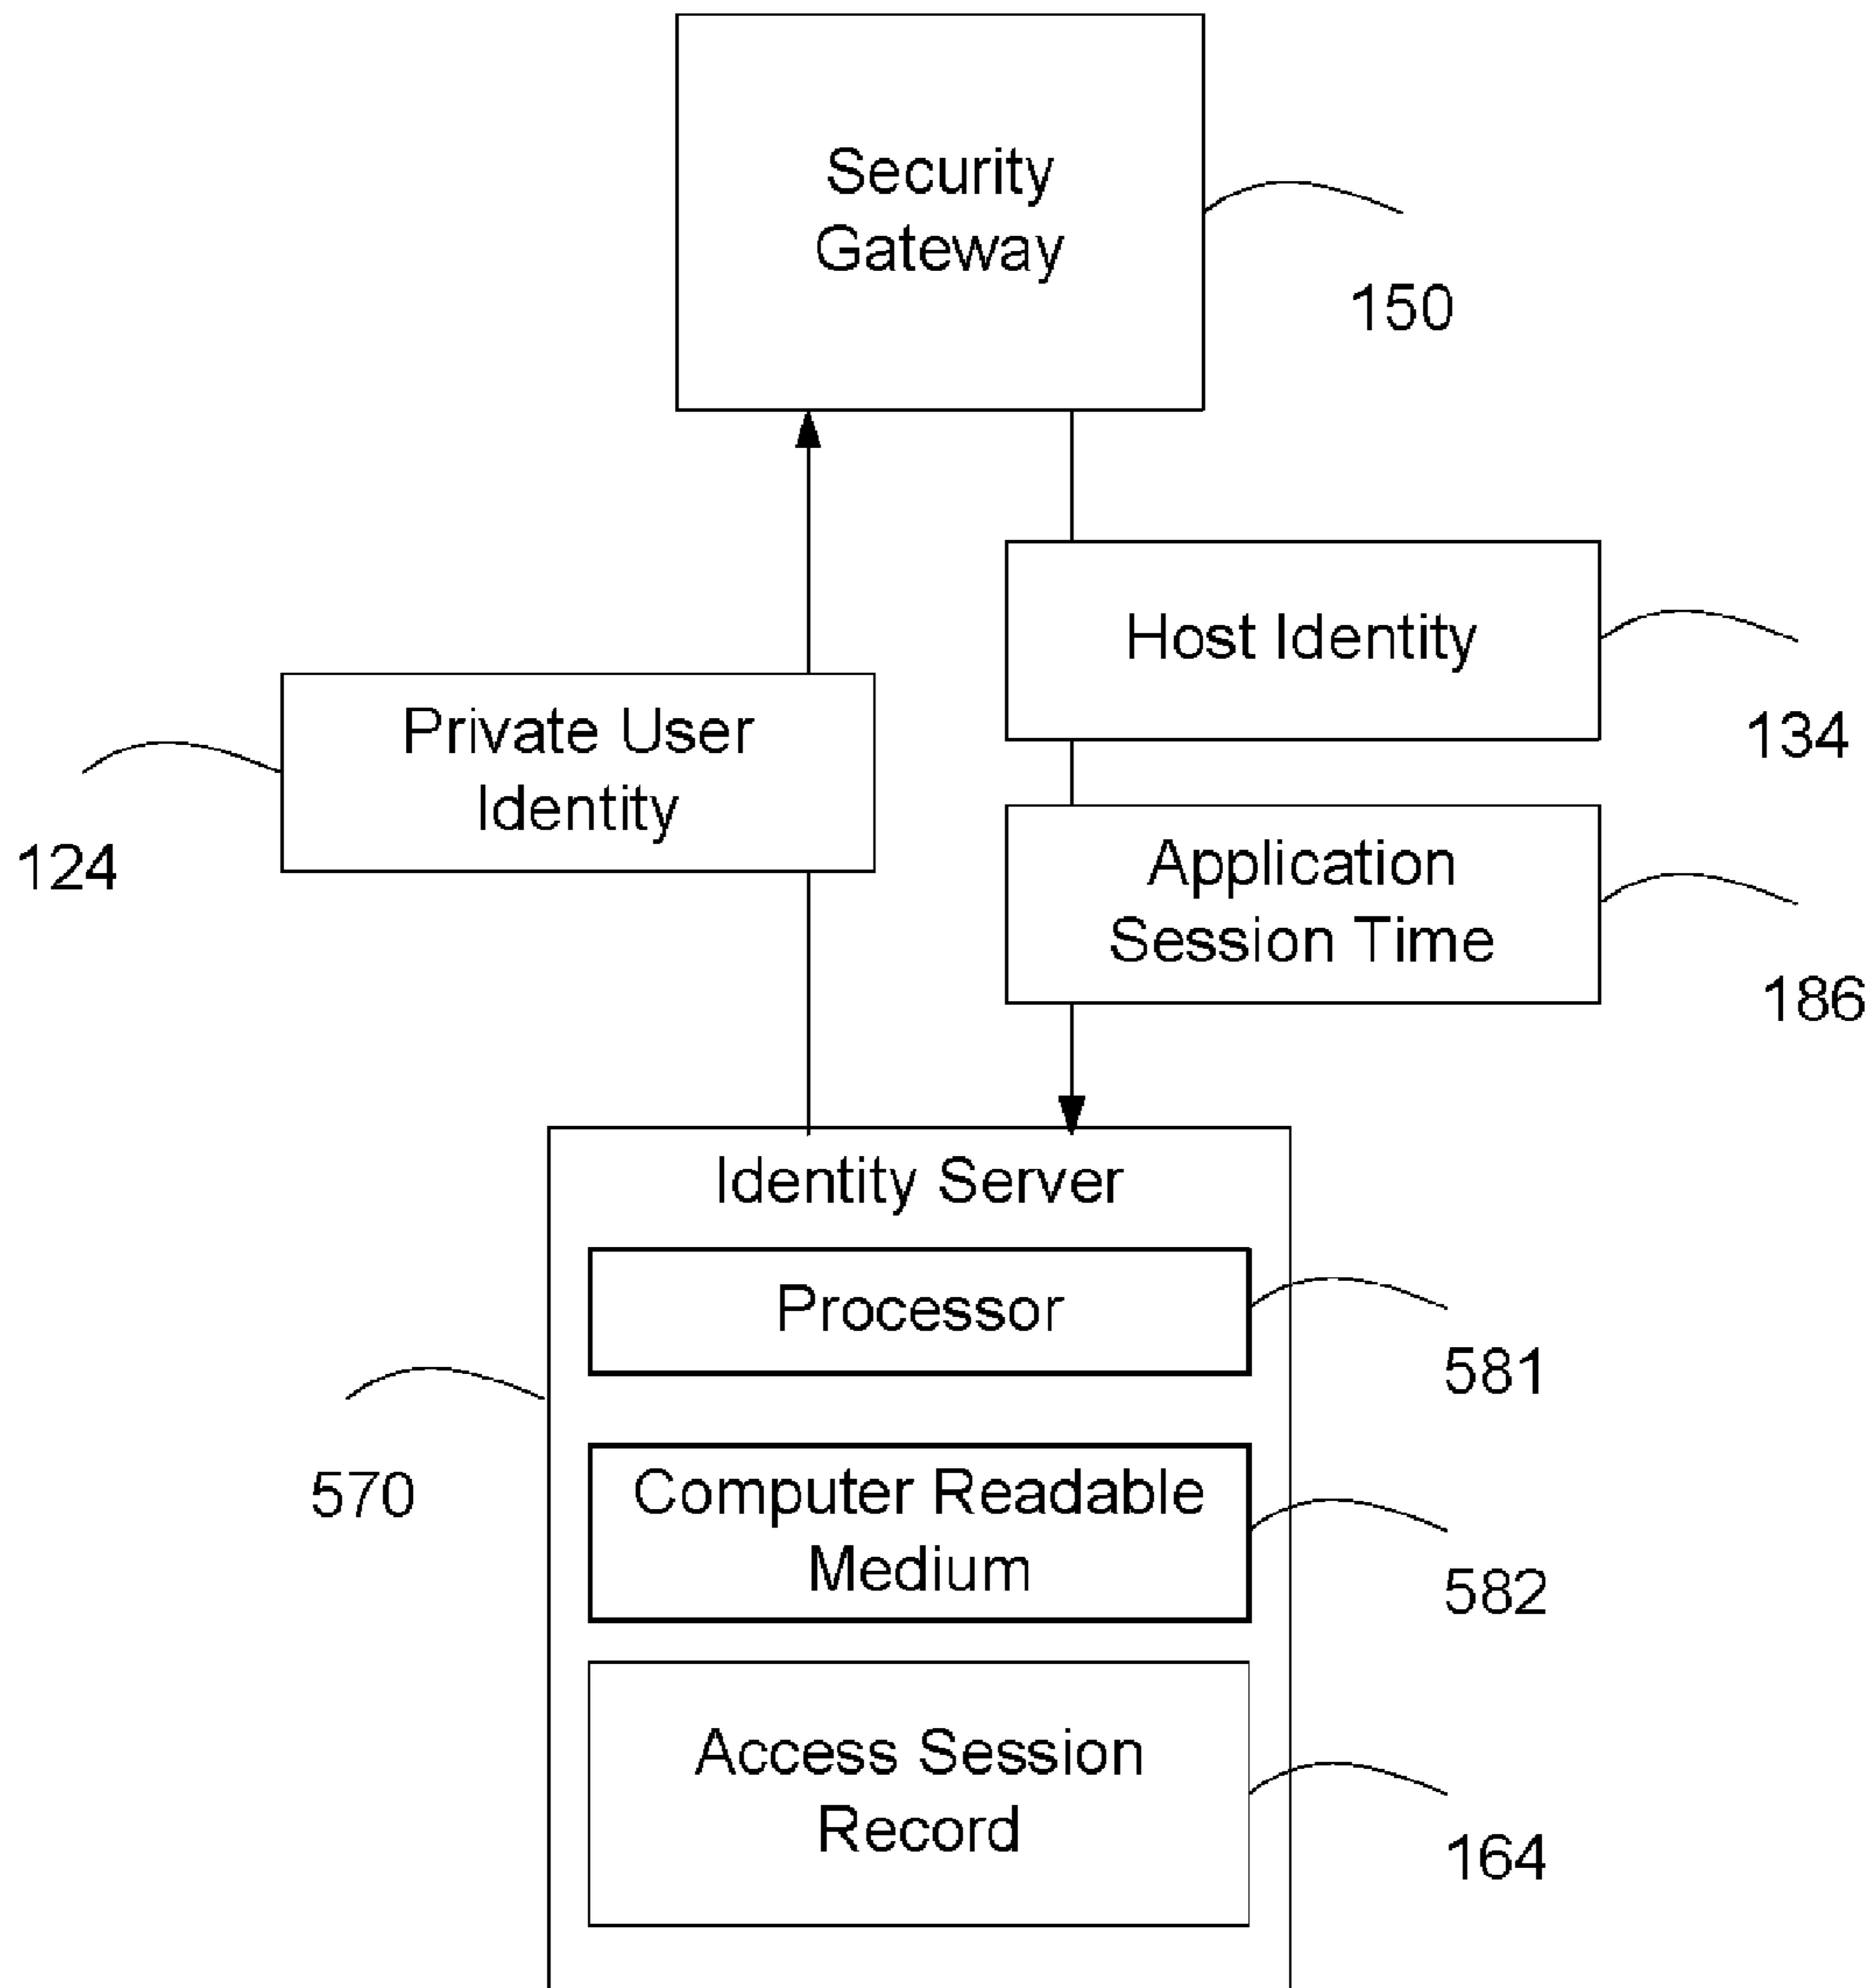 Security
Gateway
150
Host Identity
134
Private User
Identity
124
Application
Session Time
186
Identity Server
Processor
581
570
Computer Readable
Medium
582
Access Session
Record
164